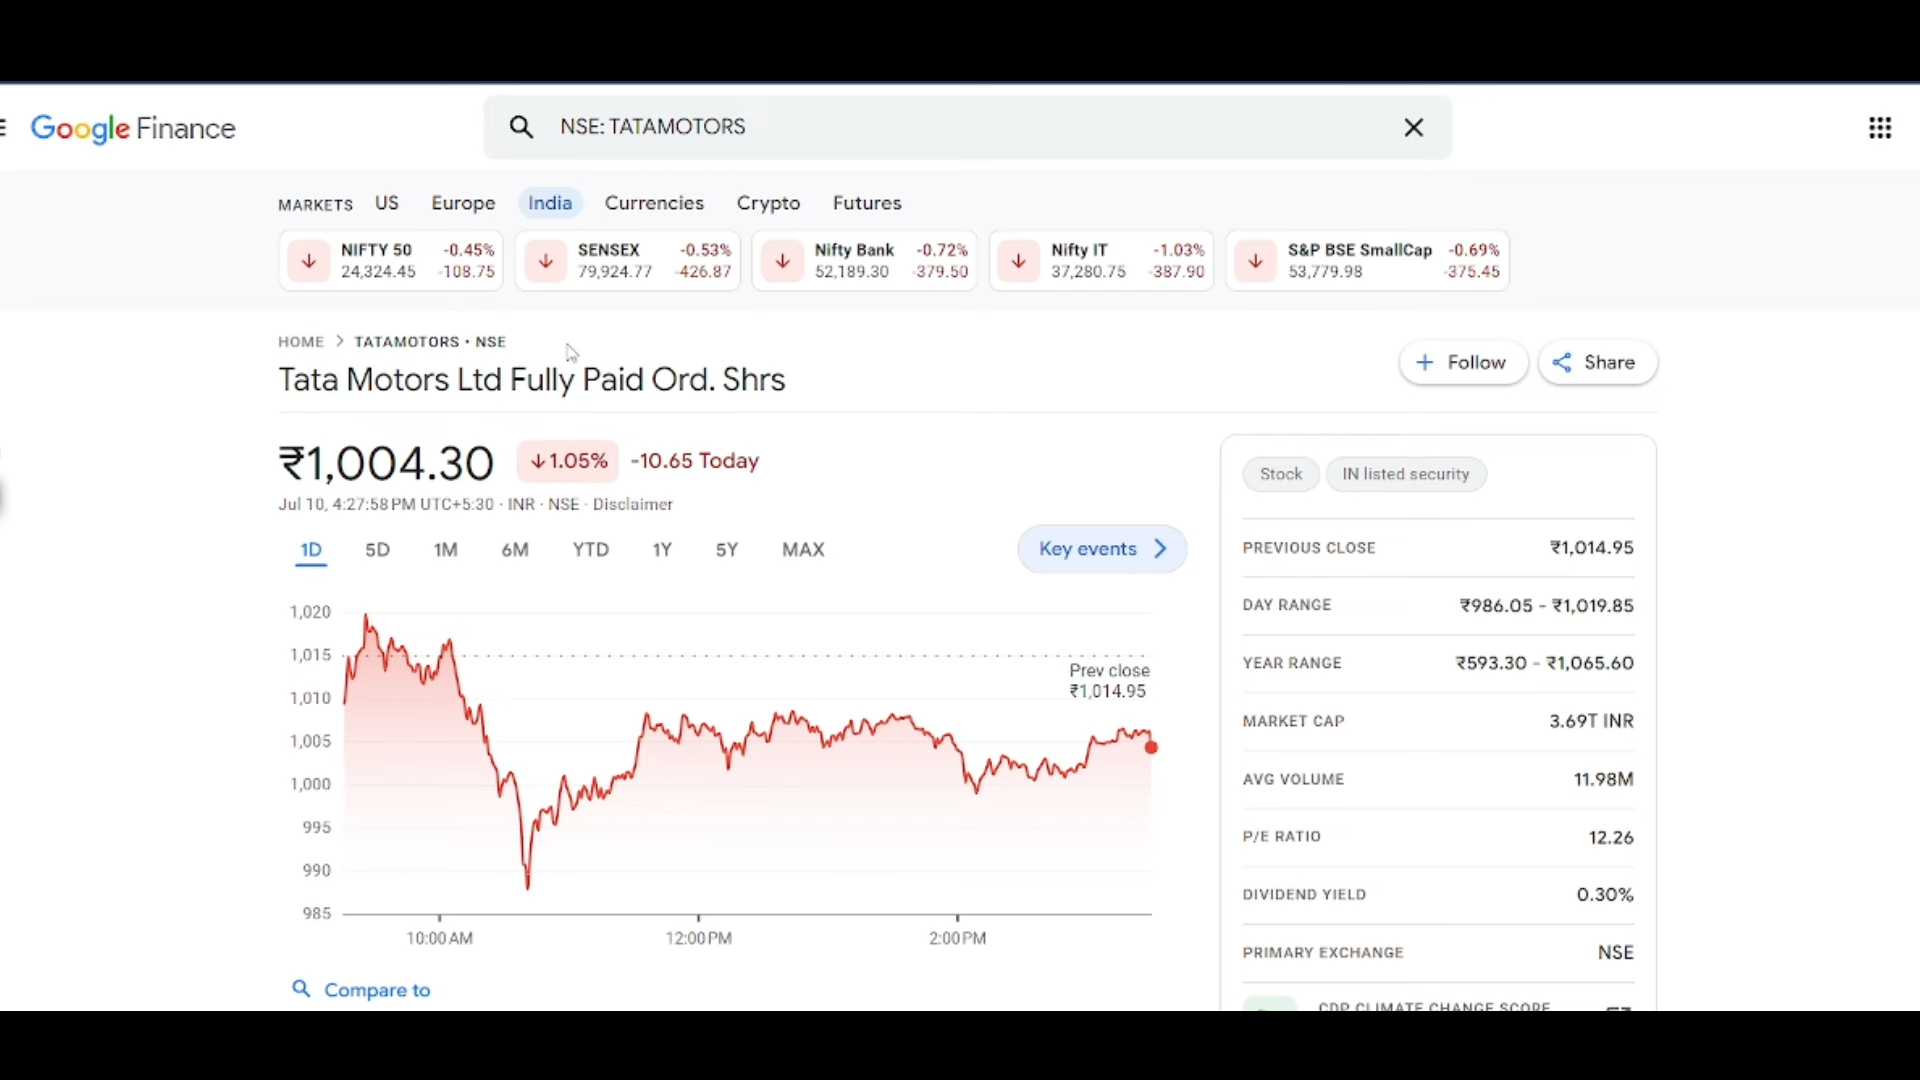 Google Finance
NSE: TATAMOTORS
MARKETS US Europe India Currencies Crypto Futures
NIFTY 50 -0.45%
24,324.45 -108.75
SENSEX -0.53%
79,924.77 -426.87
Nifty Bank -0.72%
52,189.30 -379.50
Nifty IT -1.03%
37,280.75 -387.90
S&P BSE SmallCap -0.69%
53,779.98 -375.45
HOME > TATAMOTORS • NSE
Tata Motors Ltd Fully Paid Ord. Shrs
Follow
Share
₹1,004.30 ↓1.05% -10.65 Today
Jul 10, 4:27:58 PM UTC+5:30 · INR · NSE · Disclaimer
1D 5D 1M 6M YTD 1Y 5Y MAX
Key events
1,020
1,015
1,010
1,005
1,000
995
990
985
Prev close
₹1,014.95
10:00 AM 12:00 PM 2:00 PM
Compare to
Stock IN listed security
PREVIOUS CLOSE ₹1,014.95
DAY RANGE ₹986.05 - ₹1,019.85
YEAR RANGE ₹593.30 - ₹1,065.60
MARKET CAP 3.69T INR
AVG VOLUME 11.98M
P/E RATIO 12.26
DIVIDEND YIELD 0.30%
PRIMARY EXCHANGE NSE
CDP CLIMATE CHANGE SCORE